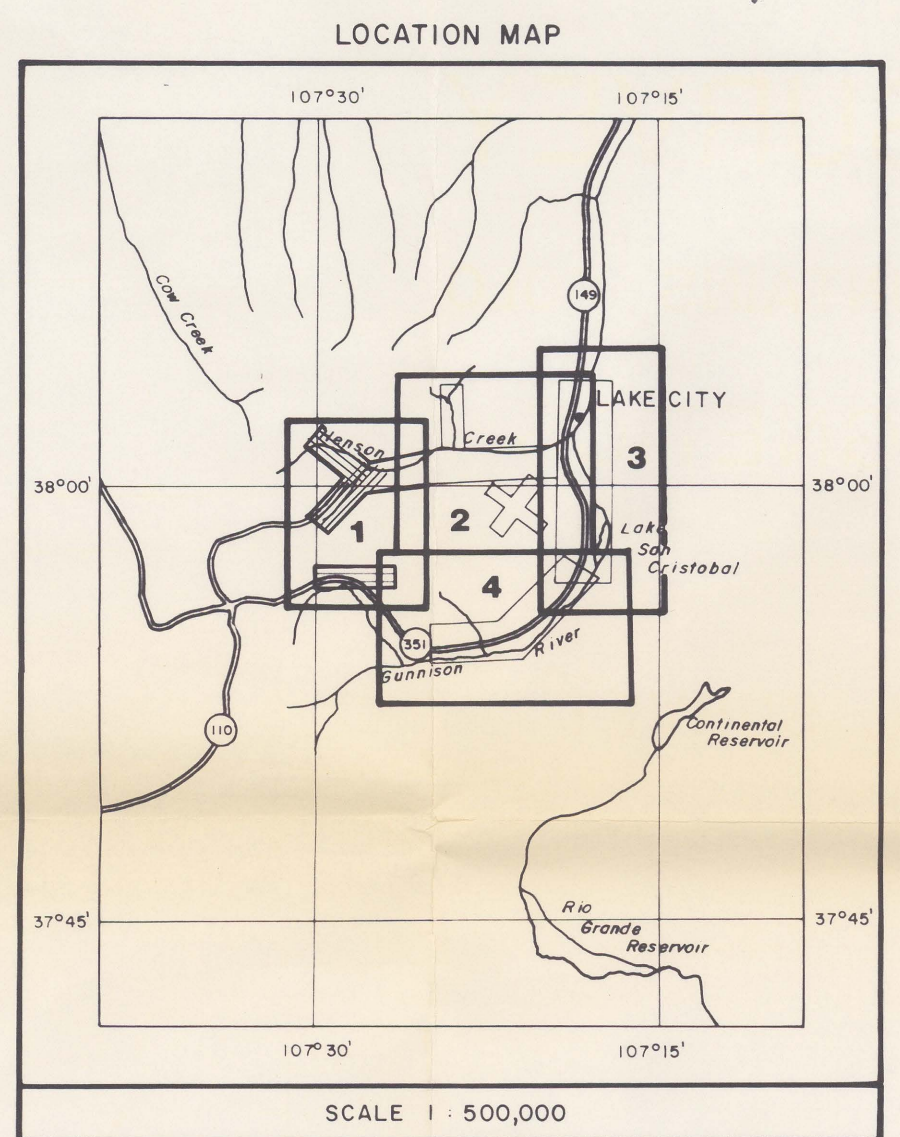 LOCATION MAP
107°30'
107°15'
Cow Creek
149
LAKE CITY
Henson
Creek
3
38°00'
38°00'
2
1
Lake
San
Cristobal
4
351
River
Gunnison
110
Continental
Reservoir
Rio
Grande
Reservoir
37°45'
37°45'
107°30'
107°15'
SCALE 1 : 500,000